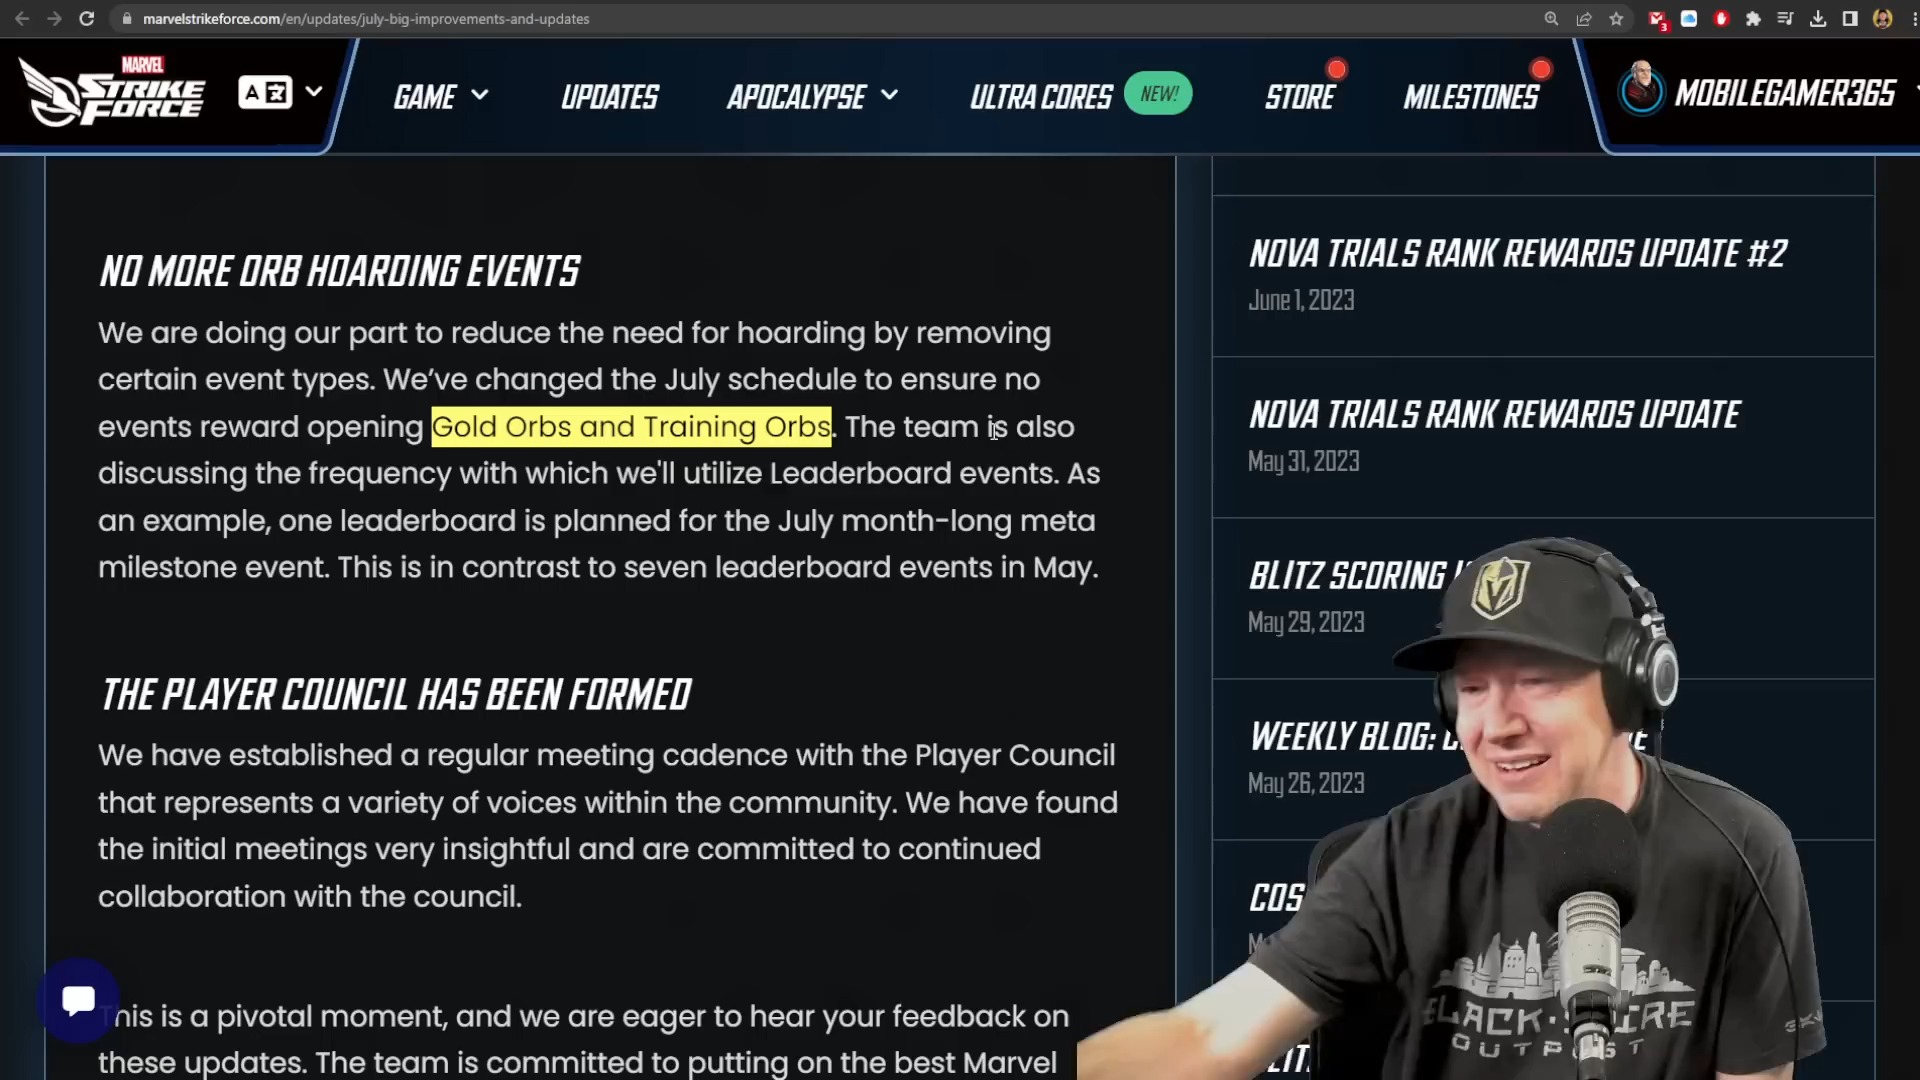 marvelstrikeforce.com/en/updates/july-big-improvements-and-updates
3
MARVEL
STRIKE
FORCE
A
GAME
UPDATES
APOCALYPSE
ULTRA CORES
NEW!
STORE
MILESTONES
MOBILEGAMER365
NO MORE ORB HOARDING EVENTS
We are doing our part to reduce the need for hoarding by removing
certain event types. We've changed the July schedule to ensure no
events reward opening Gold Orbs and Training Orbs. The team is also
discussing the frequency with which we'll utilize Leaderboard events. As
an example, one leaderboard is planned for the July month-long meta
milestone event. This is in contrast to seven leaderboard events in May.
THE PLAYER COUNCIL HAS BEEN FORMED
We have established a regular meeting cadence with the Player Council
that represents a variety of voices within the community. We have found
the initial meetings very insightful and are committed to continued
collaboration with the council.
This is a pivotal moment, and we are eager to hear your feedback on
these updates. The team is committed to putting on the best Marvel
NOVA TRIALS RANK REWARDS UPDATE #2
June 1, 2023
NOVA TRIALS RANK REWARDS UPDATE
May 31, 2023
BLITZ SCORING
May 29, 2023
WEEKLY BLOG:
May 26, 2023
COS
OUTPOST